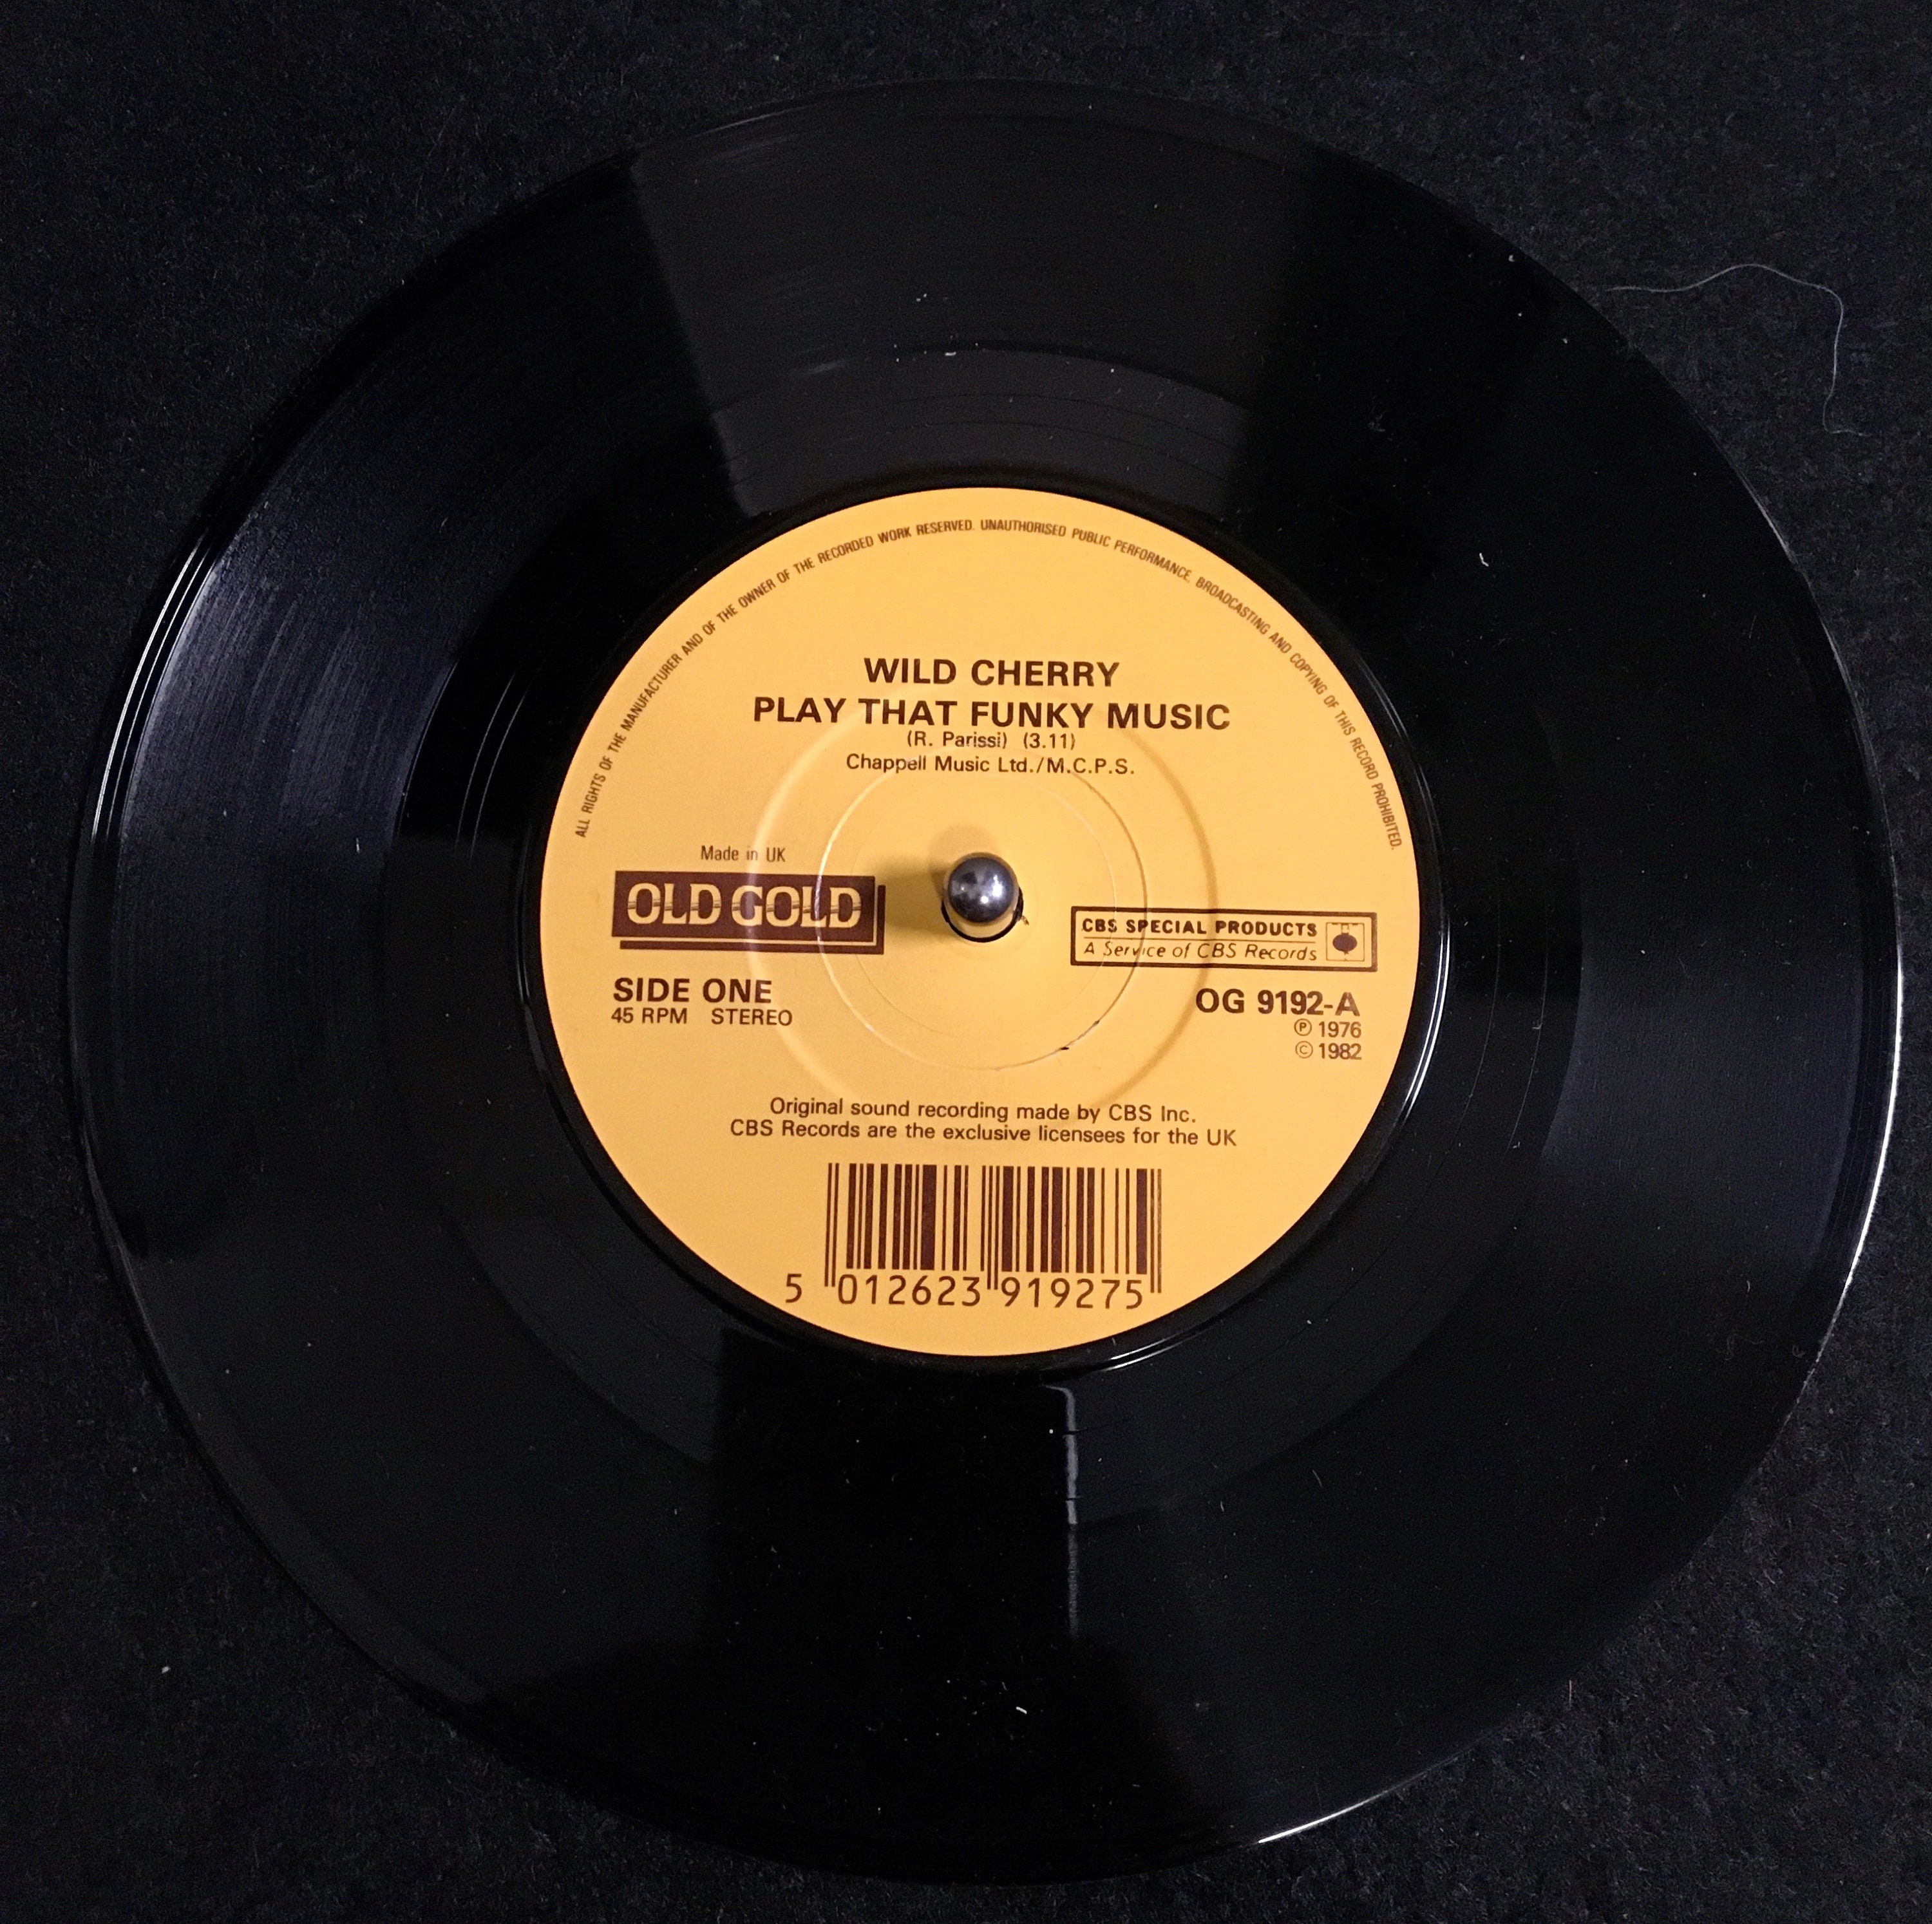 ALL RIGHTS OF THE MANUFACTURER AND OF THE OWNER OF THE RECORDED WORK RESERVED. UNAUTHORISED PUBLIC PERFORMANCE, BROADCASTING AND COPYING OF THIS RECORD PROHIBITED.
WILD CHERRY
PLAY THAT FUNKY MUSIC
(R. Parissi) (3.11)
Chappell Music Ltd./M.C.P.S.
Made in UK
OLD GOLD
CBS SPECIAL PRODUCTS
A Service of CBS Records
SIDE ONE
45 RPM STEREO
OG 9192-A
℗ 1976
© 1982
Original sound recording made by CBS Inc.
CBS Records are the exclusive licensees for the UK
5 012623 919275